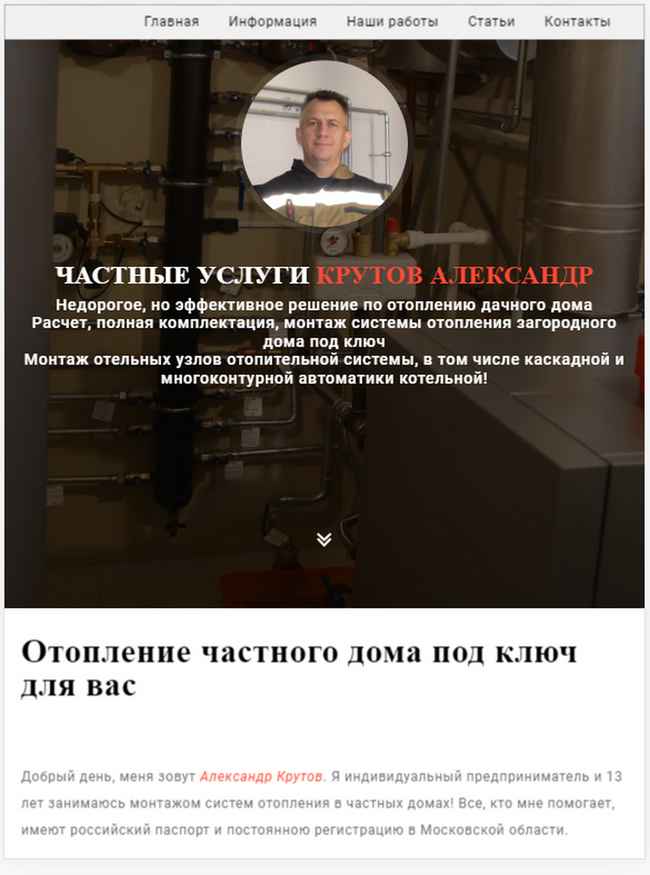 Главная Информация Наши работы Статьи Контакты
ЧАСТНЫЕ УСЛУГИ КРУТОВ АЛЕКСАНДР
Недорогое, но эффективное решение по отоплению дачного дома
Расчет, полная комплектация, монтаж системы отопления загородного
дома под ключ
Монтаж отельных узлов отопительной системы, в том числе каскадной и
многоконтурной автоматики котельной!
Отопление частного дома под ключ
для вас
Добрый день, меня зовут Александр Крутов. Я индивидуальный предприниматель и 13
лет занимаюсь монтажом систем отопления в частных домах! Все, кто мне помогает,
имеют российский паспорт и постоянною регистрацию в Московской области.